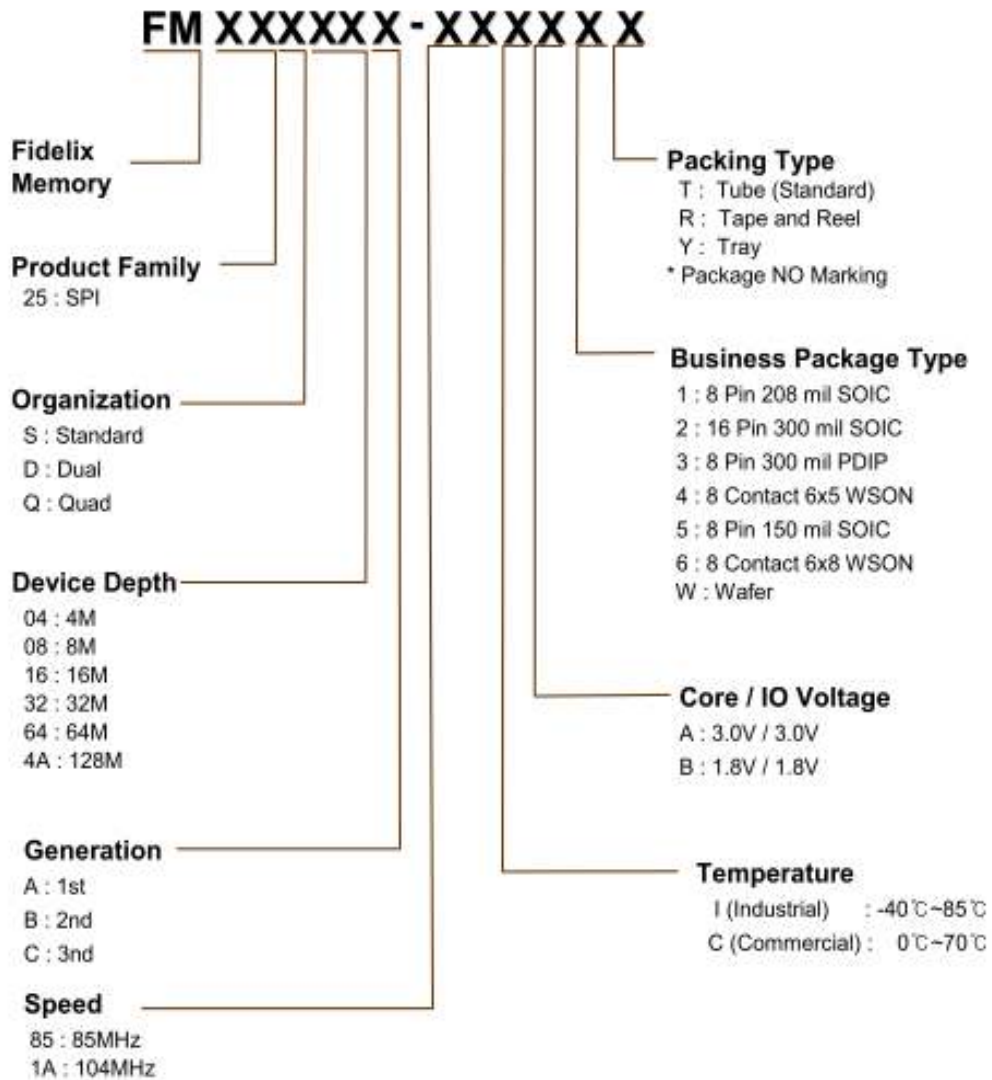 FM XXXXXX - XXXXXX
Fidelix
Memory
Product Family
25 : SPI
Organization
S : Standard
D : Dual
Q : Quad
Device Depth
04 : 4M
08 : 8M
16 : 16M
32 : 32M
64 : 64M
4A : 128M
Generation
A : 1st
B : 2nd
C : 3nd
Speed
85 : 85MHz
1A : 104MHz
Packing Type
T : Tube (Standard)
R : Tape and Reel
Y : Tray
* Package NO Marking
Business Package Type
1 : 8 Pin 208 mil SOIC
2 : 16 Pin 300 mil SOIC
3 : 8 Pin 300 mil PDIP
4 : 8 Contact 6x5 WSON
5 : 8 Pin 150 mil SOIC
6 : 8 Contact 6x8 WSON
W : Wafer
Core / IO Voltage
A : 3.0V / 3.0V
B : 1.8V / 1.8V
Temperature
I (Industrial) : -40℃~85℃
C (Commercial) : 0℃~70℃